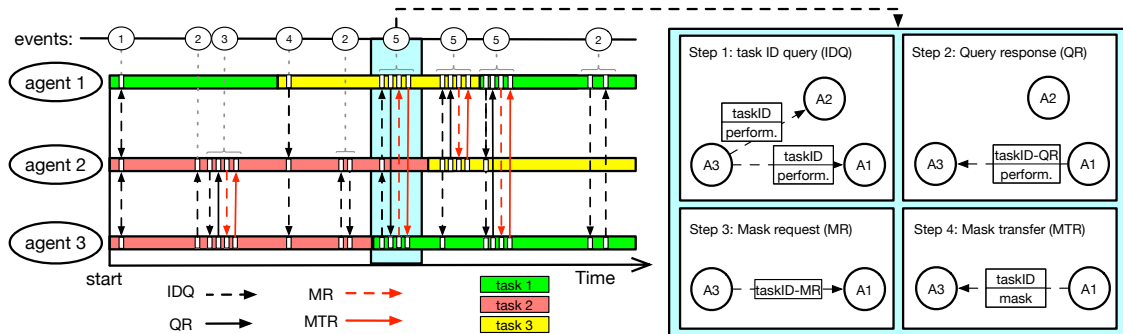 events: 1 2 3 4 2 5 5 5 2
agent 1
agent 2
agent 3
start
Time
IDQ
QR
MR
MTR
task 1
task 2
task 3
Step 1: task ID query (IDQ)
A2
taskID
perform.
A3
taskID
perform.
A1
Step 2: Query response (QR)
A2
A3
taskID-QR
perform.
A1
Step 3: Mask request (MR)
A3
taskID-MR
A1
Step 4: Mask transfer (MTR)
A3
taskID
mask
A1